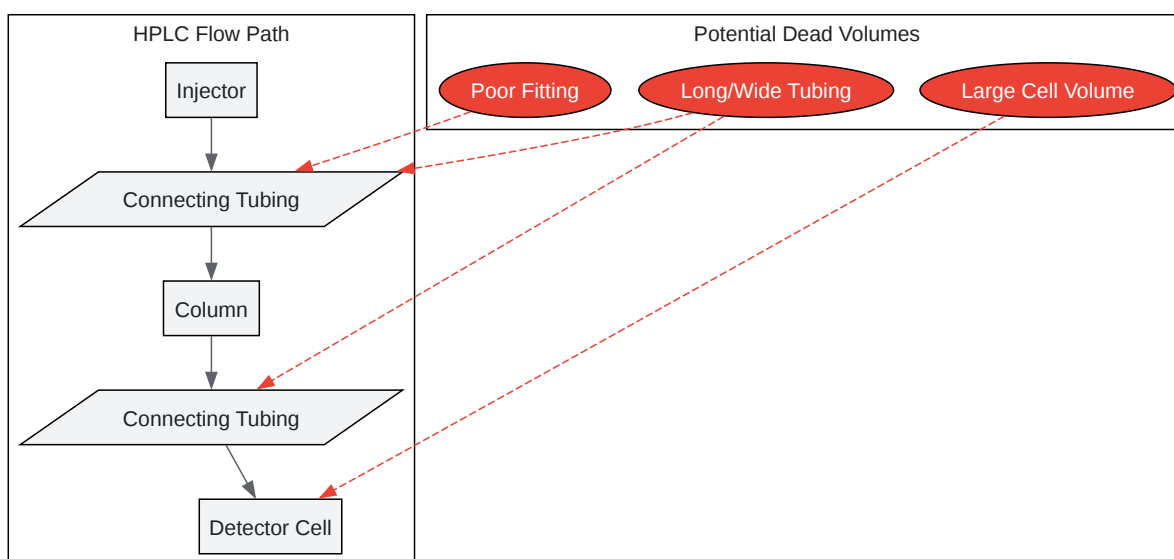 HPLC Flow Path
Potential Dead Volumes
Injector
Poor Fitting
Long/Wide Tubing
Large Cell Volume
Connecting Tubing
Column
Connecting Tubing
Detector Cell